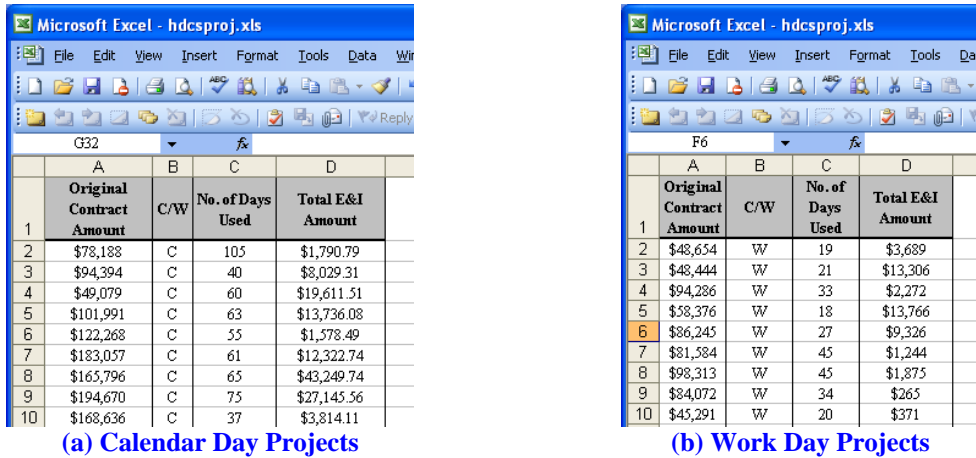 Microsoft Excel - hdcsproj.xls
File Edit View Insert Format Tools Data Win
ABC
Reply
G32 fx
A B C D
1 Original Contract Amount C/W No. of Days Used Total E&I Amount
2 $78,188 C 105 $1,790.79
3 $94,394 C 40 $8,029.31
4 $49,079 C 60 $19,611.51
5 $101,991 C 63 $13,736.08
6 $122,268 C 55 $1,578.49
7 $183,057 C 61 $12,322.74
8 $165,796 C 65 $43,249.74
9 $194,670 C 75 $27,145.56
10 $168,636 C 37 $3,814.11
(a) Calendar Day Projects
Microsoft Excel - hdcsproj.xls
File Edit View Insert Format Tools Da
ABC
F6 fx
A B C D
1 Original Contract Amount C/W No. of Days Used Total E&I Amount
2 $48,654 W 19 $3,689
3 $48,444 W 21 $13,306
4 $94,286 W 33 $2,272
5 $58,376 W 18 $13,766
6 $86,245 W 27 $9,326
7 $81,584 W 45 $1,244
8 $98,313 W 45 $1,875
9 $84,072 W 34 $265
10 $45,291 W 20 $371
(b) Work Day Projects